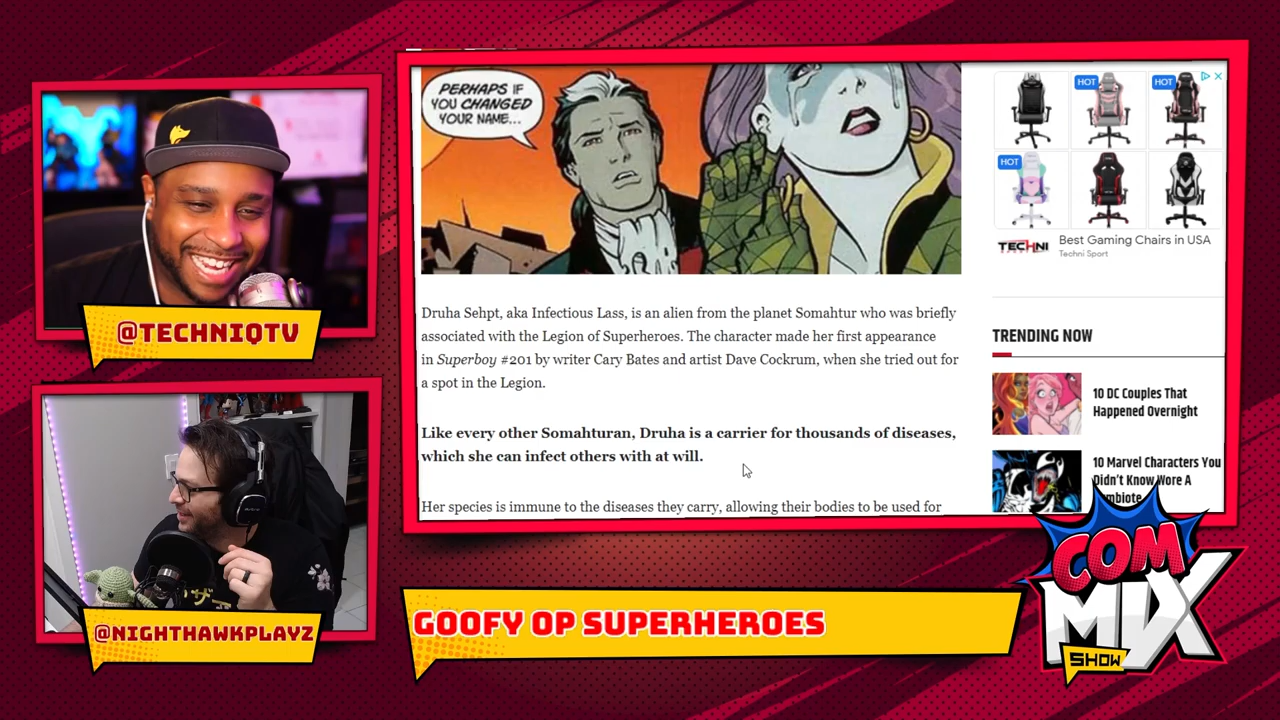 PERHAPS IF
YOU CHANGED
YOUR NAME...
@TECHNIQTV
@NIGHTHAWKPLAYZ
Druha Sehpt, aka Infectious Lass, is an alien from the planet Somahtur who was briefly
associated with the Legion of Superheroes. The character made her first appearance
in Superboy #201 by writer Cary Bates and artist Dave Cockrum, when she tried out for
a spot in the Legion.
Like every other Somahturan, Druha is a carrier for thousands of diseases,
which she can infect others with at will.
Her species is immune to the diseases they carry, allowing their bodies to be used for
HOT
HOT
HOT
TECHNI
SPORT
Best Gaming Chairs in USA
Techni Sport
TRENDING NOW
10 DC Couples That
Happened Overnight
10 Marvel Characters You
Didn't Know Wore A
GOOFY OP SUPERHEROES
COM
MIX
SHOW